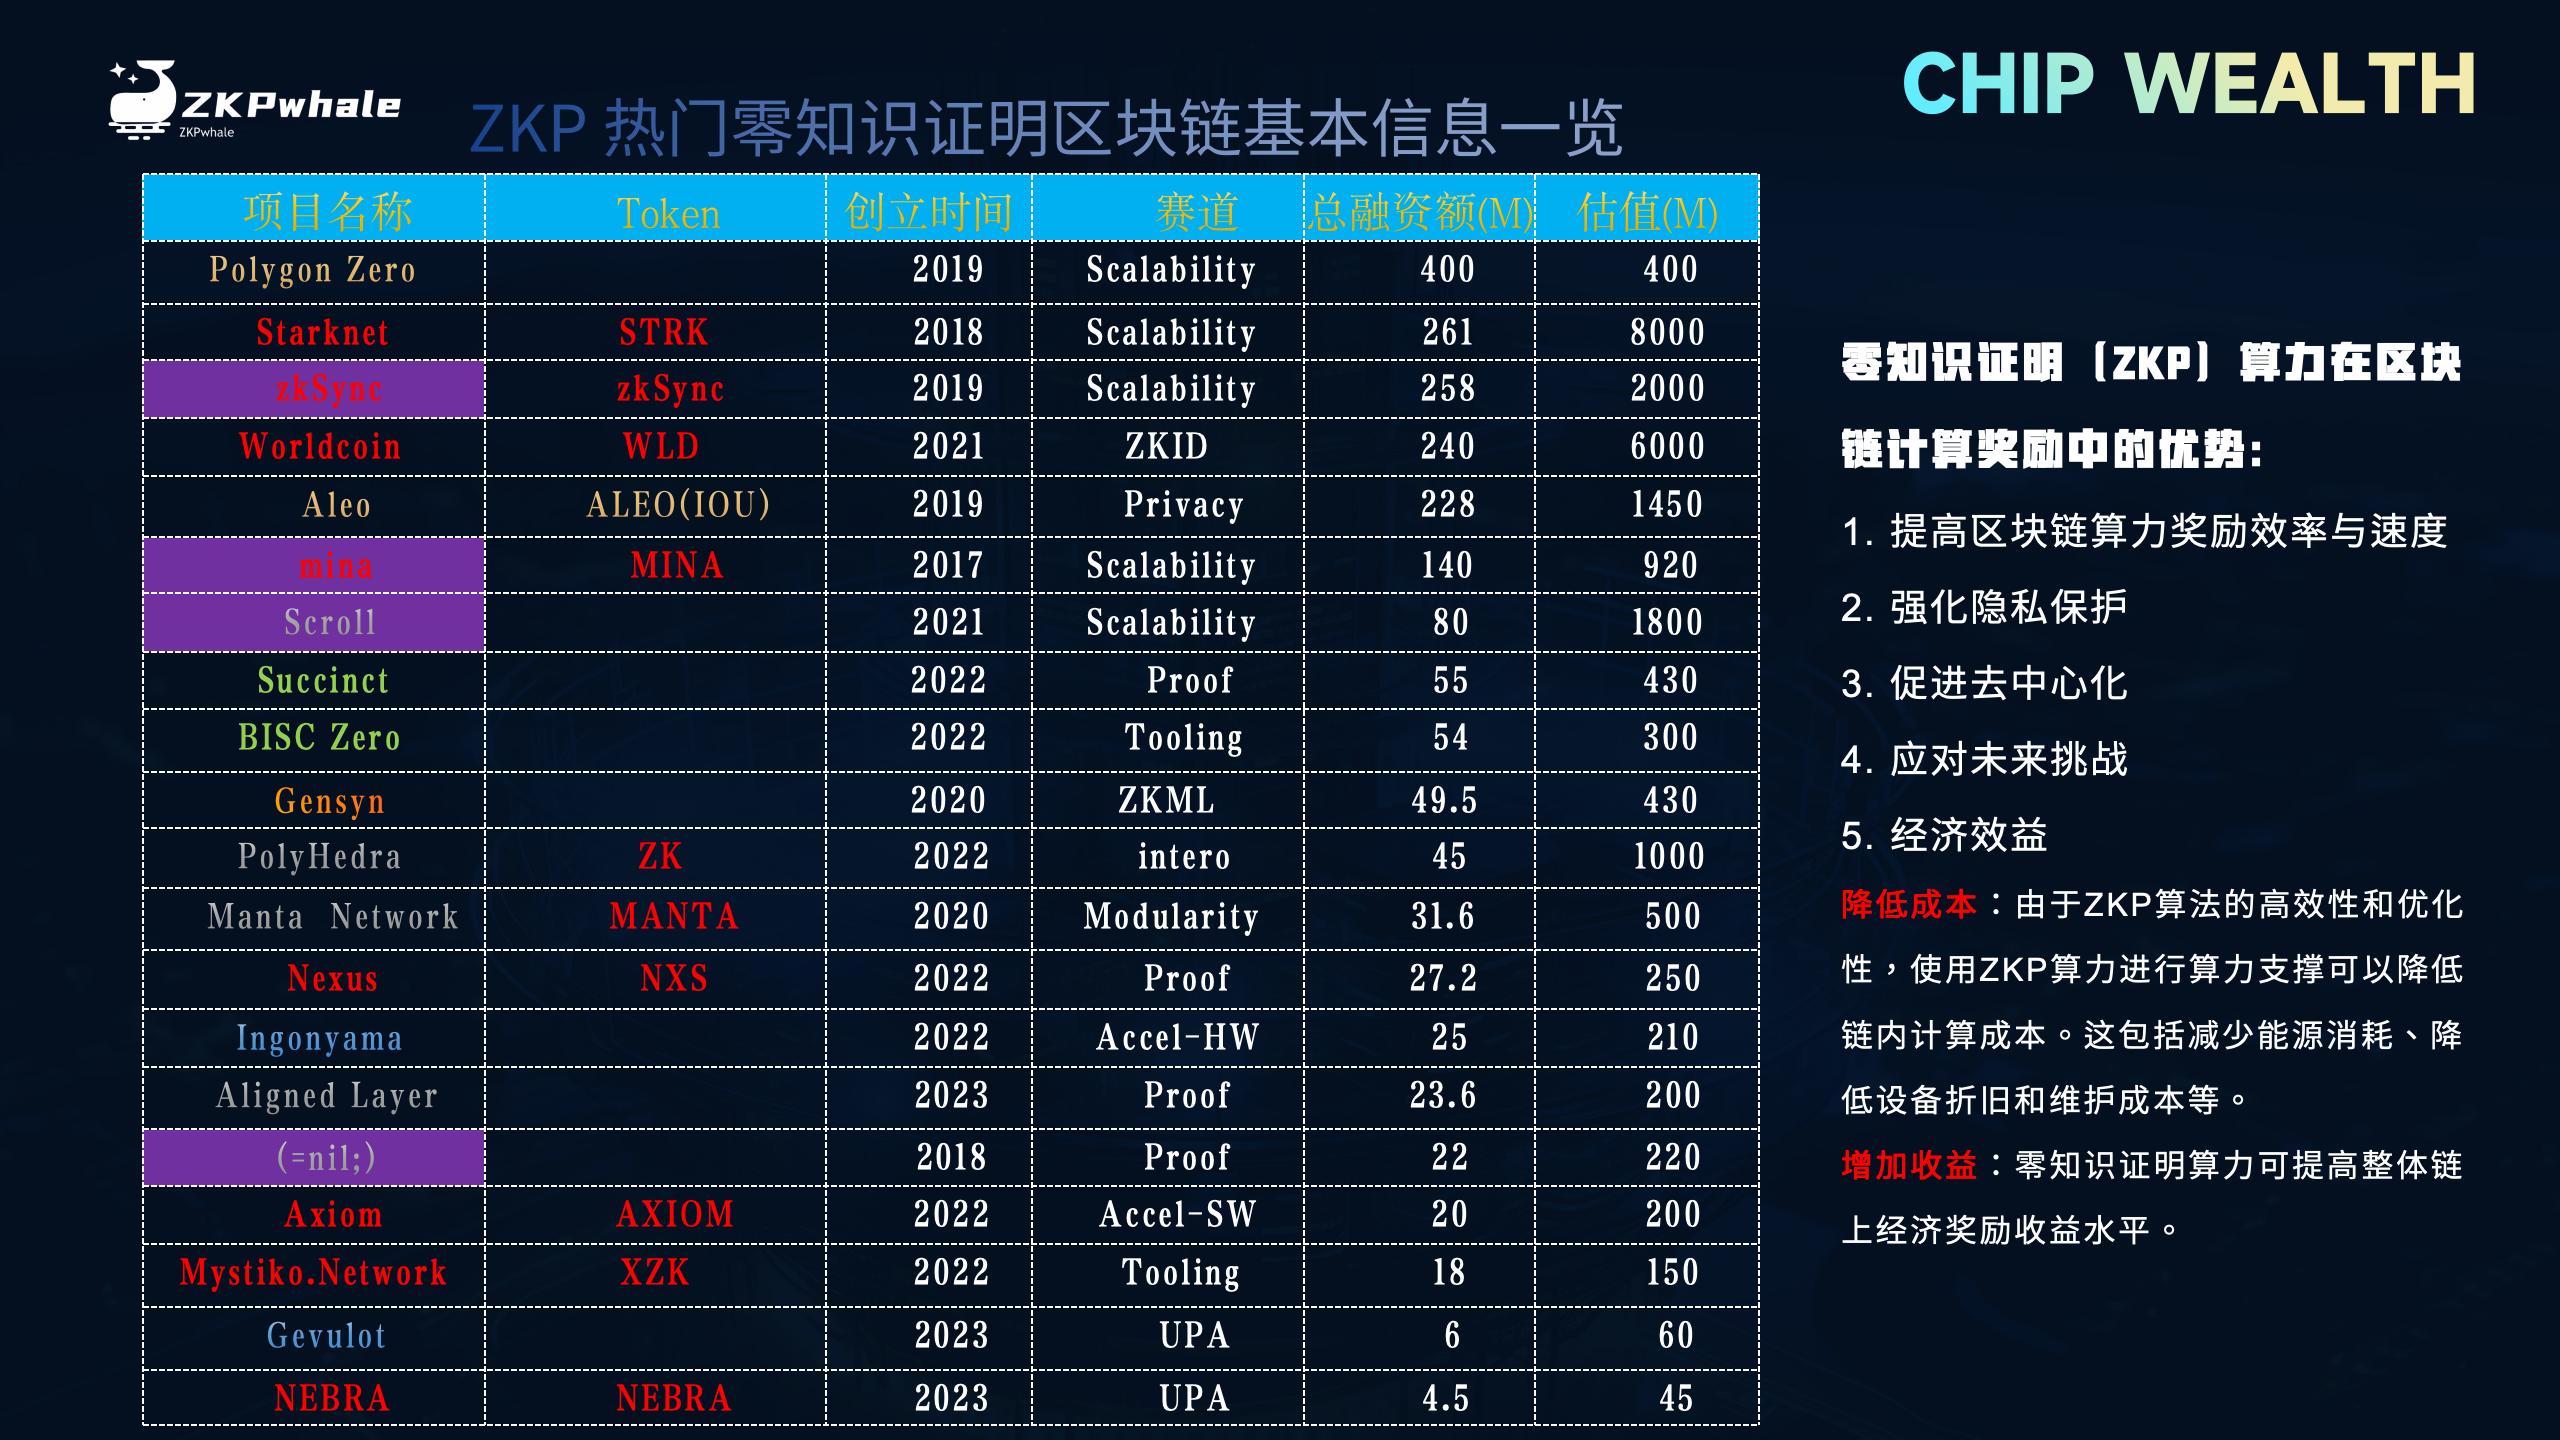 ZKPwhale
ZKPwhale
CHIP WEALTH
ZKP 热门零知识证明区块链基本信息一览
项目名称 Token 创立时间 赛道 总融资额(M) 估值(M)
Polygon Zero 2019 Scalability 400 400
Starknet STRK 2018 Scalability 261 8000
zkSync zkSync 2019 Scalability 258 2000
Worldcoin WLD 2021 ZKID 240 6000
Aleo ALEO(IOU) 2019 Privacy 228 1450
mina MINA 2017 Scalability 140 920
Scroll 2021 Scalability 80 1800
Succinct 2022 Proof 55 430
BISC Zero 2022 Tooling 54 300
Gensyn 2020 ZKML 49.5 430
PolyHedra ZK 2022 intero 45 1000
Manta Network MANTA 2020 Modularity 31.6 500
Nexus NXS 2022 Proof 27.2 250
Ingonyama 2022 Accel-HW 25 210
Aligned Layer 2023 Proof 23.6 200
(=nil;) 2018 Proof 22 220
Axiom AXIOM 2022 Accel-SW 20 200
Mystiko.Network XZK 2022 Tooling 18 150
Gevulot 2023 UPA 6 60
NEBRA NEBRA 2023 UPA 4.5 45
零知识证明（ZKP）算力在区块
链计算奖励中的优势:
1. 提高区块链算力奖励效率与速度
2. 强化隐私保护
3. 促进去中心化
4. 应对未来挑战
5. 经济效益
降低成本：由于ZKP算法的高效性和优化
性，使用ZKP算力进行算力支撑可以降低
链内计算成本。这包括减少能源消耗、降
低设备折旧和维护成本等。
增加收益：零知识证明算力可提高整体链
上经济奖励收益水平。